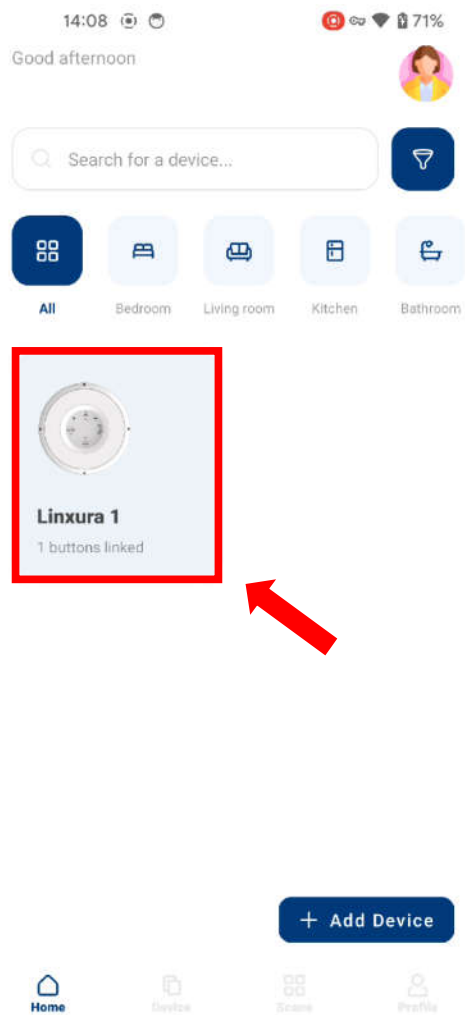 14:08 71%
Good afternoon
Search for a device...
All Bedroom Living room Kitchen Bathroom
Linxura 1
1 buttons linked
+ Add Device
Home Device Scene Profile